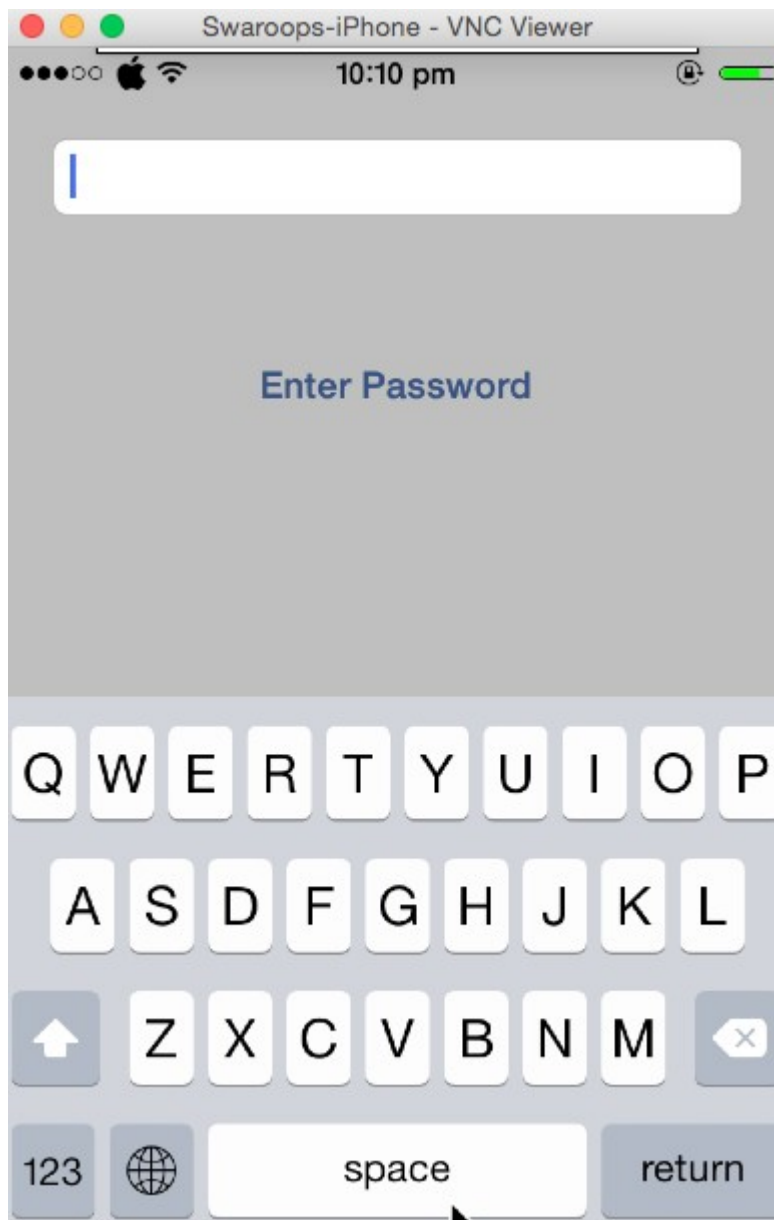 Swaroops-iPhone - VNC Viewer
10:10 pm
Enter Password
Q W E R T Y U I O P
A S D F G H J K L
Z X C V B N M
123 space return